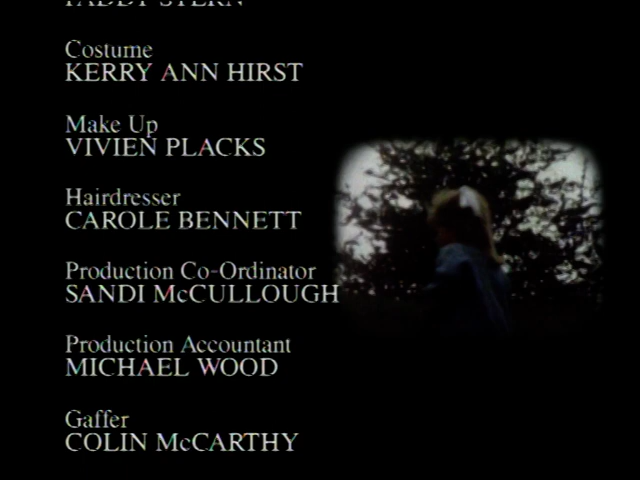 Costume
KERRY ANN HIRST
Make Up
VIVIEN PLACKS
Hairdresser
CAROLE BENNETT
Production Co-Ordinator
SANDI McCULLOUGH
Production Accountant
MICHAEL WOOD
Gaffer
COLIN McCARTHY